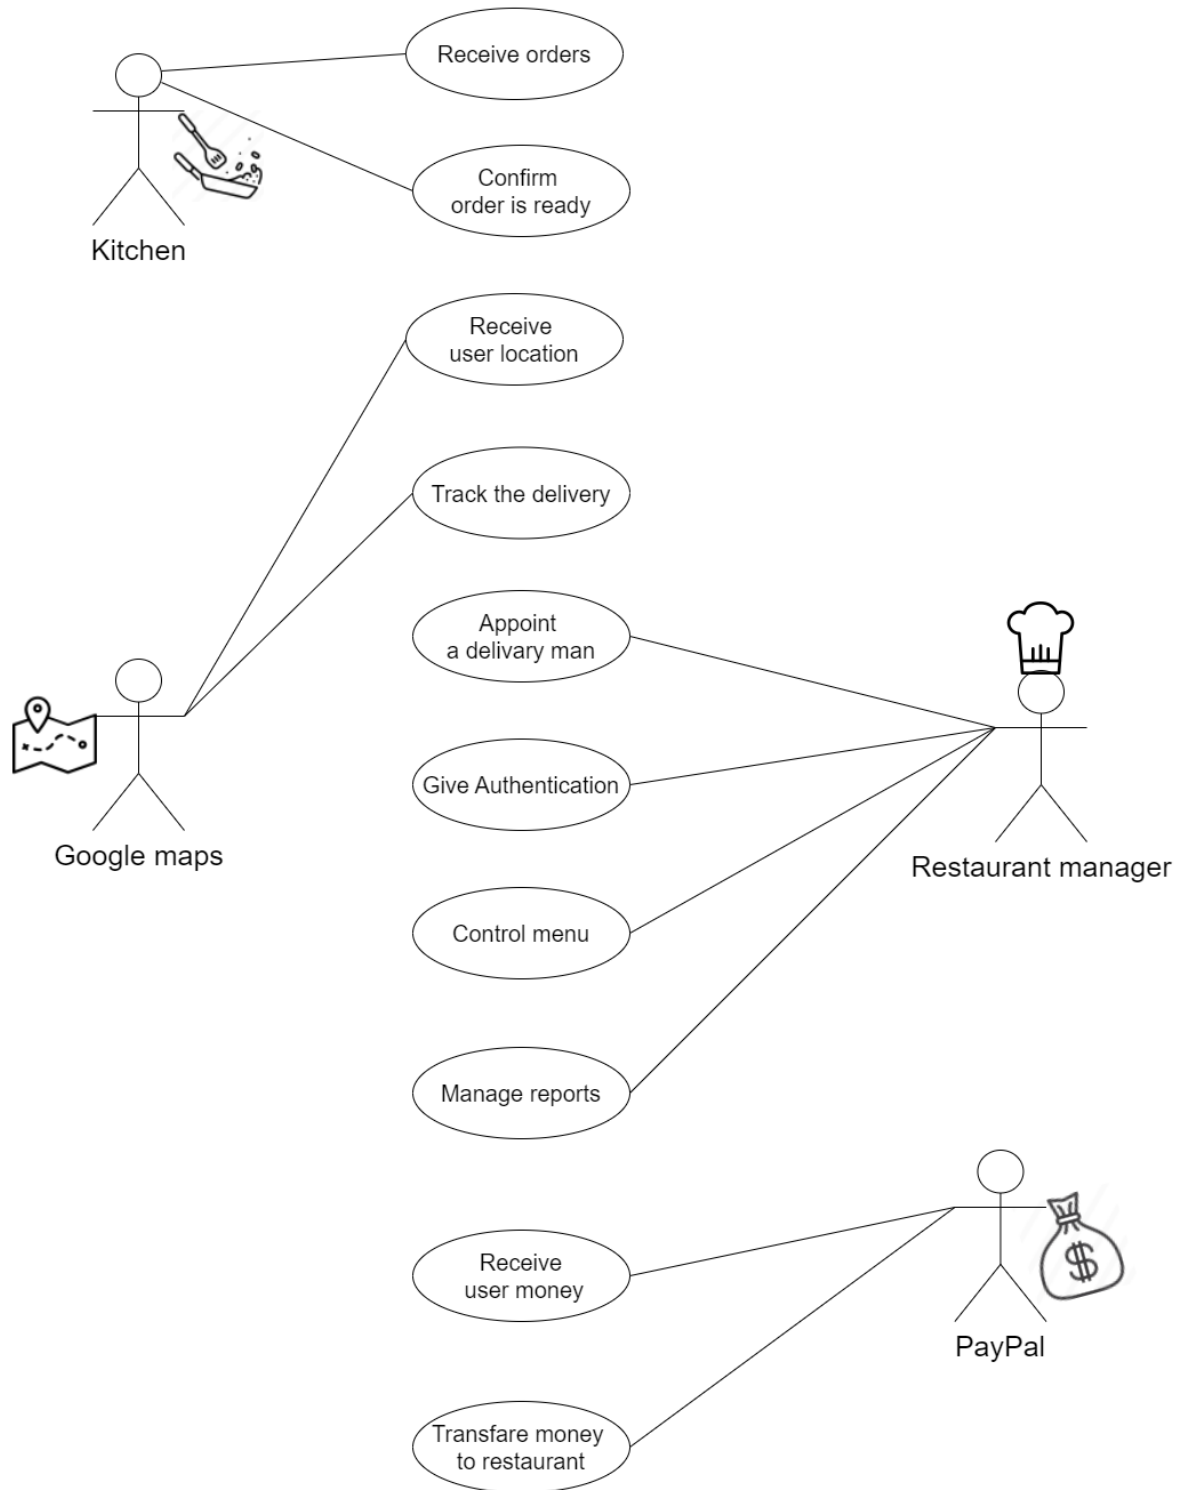 Receive orders
Confirm
order is ready
Kitchen
Receive
user location
Track the delivery
Appoint
a delivary man
Give Authentication
Google maps
Restaurant manager
Control menu
Manage reports
Receive
user money
$
PayPal
Transfare money
to restaurant